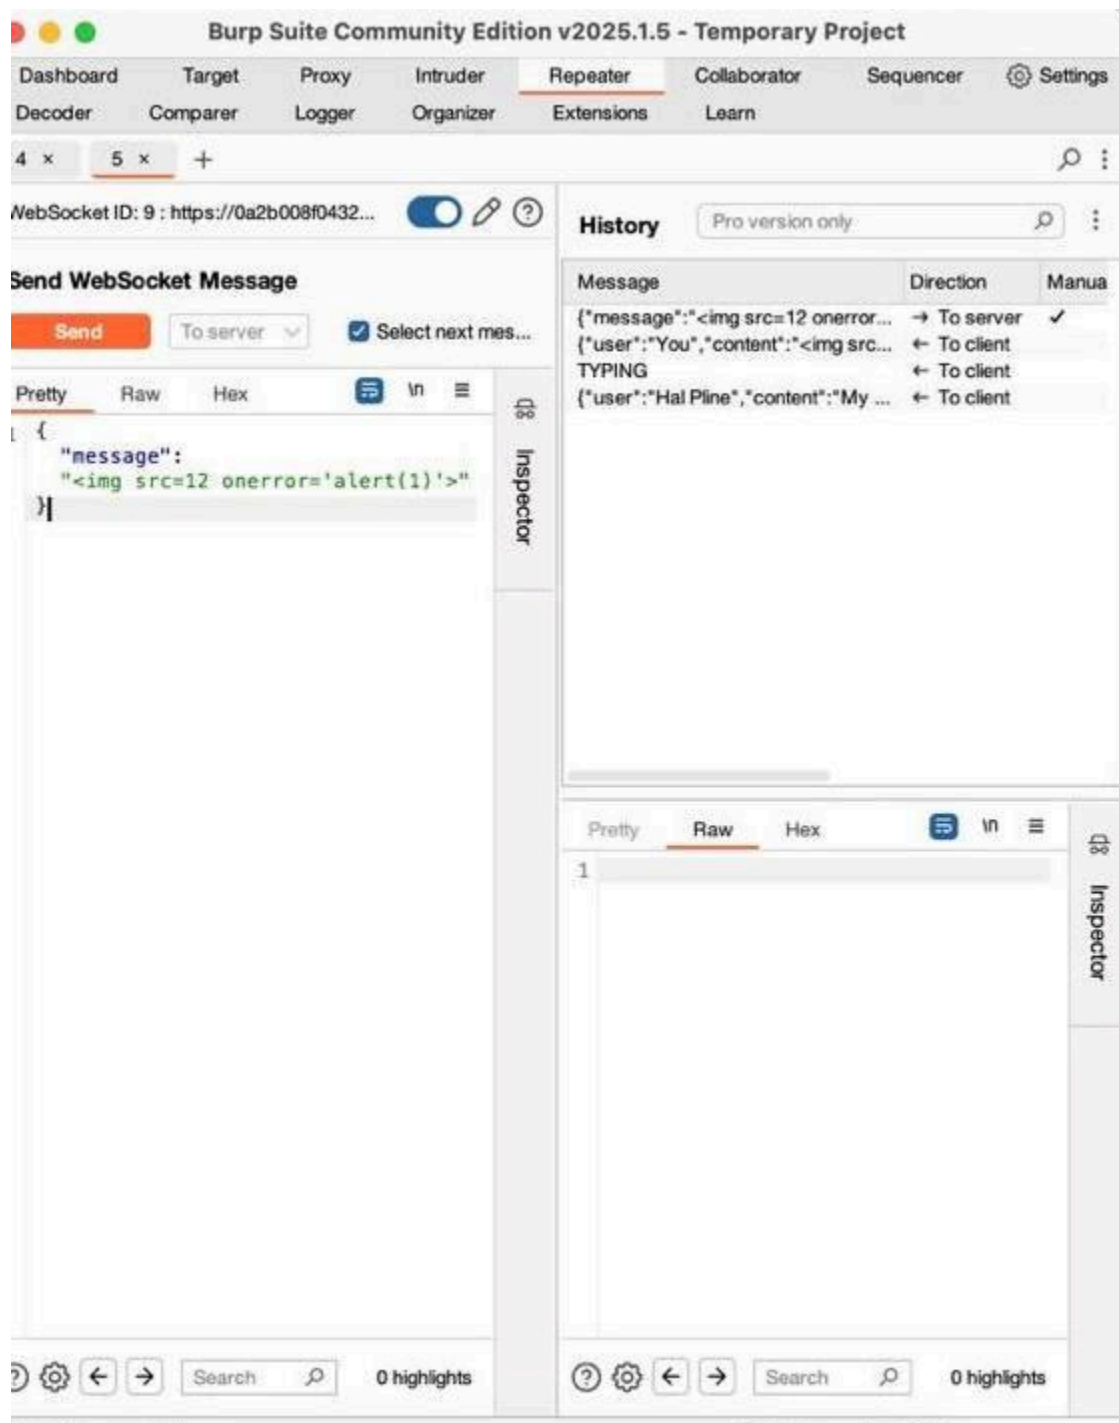 Burp Suite Community Edition v2025.1.5 - Temporary Project
Dashboard Target Proxy Intruder Repeater Collaborator Sequencer Settings
Decoder Comparer Logger Organizer Extensions Learn
4 × 5 × +
WebSocket ID: 9 : https://0a2b008f0432...
Send WebSocket Message
Send To server Select next mes...
Pretty Raw Hex \n
1 {
"message":
"<img src=12 onerror='alert(1)'>"
}
Inspector
0 highlights
Search
History Pro version only
Message Direction Manua
{"message":"<img src=12 onerror... → To server ✓
{"user":"You","content":"<img src... ← To client
TYPING ← To client
{"user":"Hal Pline","content":"My ... ← To client
Pretty Raw Hex \n
1
Inspector
Search
0 highlights